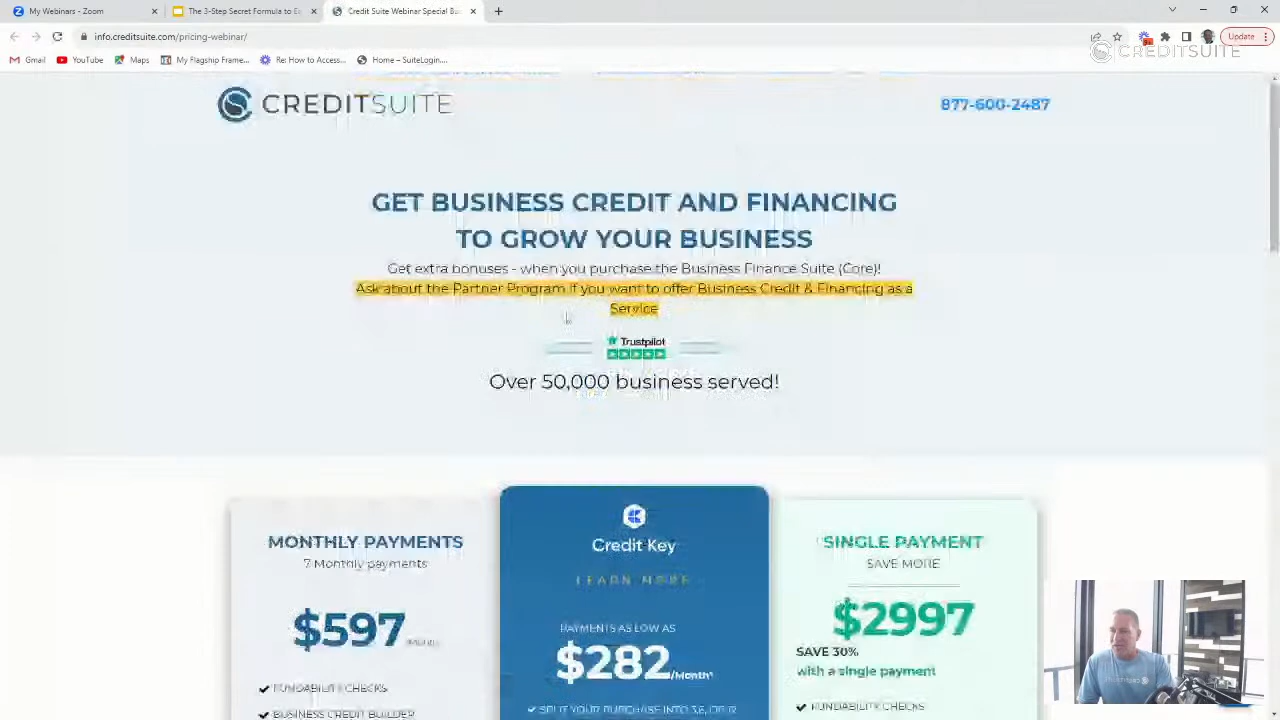 My Webinars - Zoom
The 3-Step Secret Formula to E
Credit Suite Webinar Special Bu
info.creditsuite.com/pricing-webinar/
Update
Gmail
YouTube
Maps
My Flagship Frame...
Re: How to Access...
Home – SuiteLogin...
CREDITSUITE
CREDITSUITE
877-600-2487
GET BUSINESS CREDIT AND FINANCING
TO GROW YOUR BUSINESS
Get extra bonuses - when you purchase the Business Finance Suite (Core)!
Ask about the Partner Program if you want to offer Business Credit & Financing as a
Service
Trustpilot
Over 50,000 business served!
MONTHLY PAYMENTS
7 Monthly payments
$597
FUNDABILITY CHECKS
BUSINESS CREDIT BUILDER
Credit Key
LEARN MORE
PAYMENTS AS LOW AS
$282/Month*
SPLIT YOUR PURCHASE INTO 3,6, OR 12
SINGLE PAYMENT
SAVE MORE
$2997
SAVE 30%
with a single payment
FUNDABILITY CHECKS